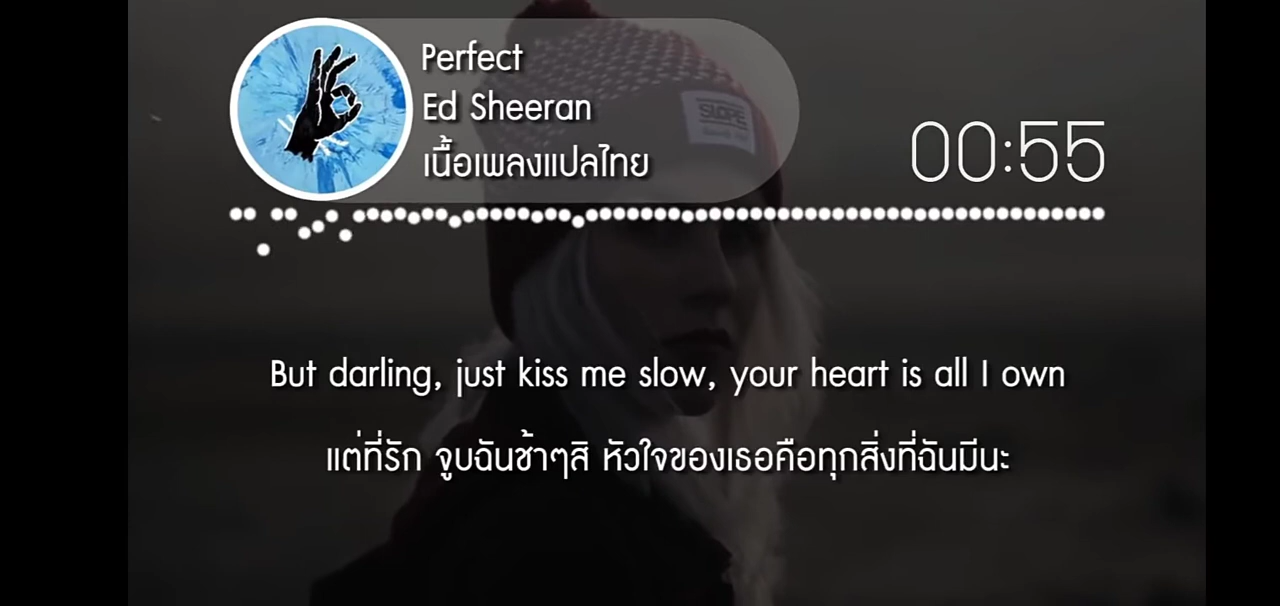 Perfect
Ed Sheeran
เนื้อเพลงแปลไทย
SLOPE
00:55
But darling, just kiss me slow, your heart is all I own
แต่ที่รัก จูบฉันช้าๆสิ หัวใจของเธอคือทุกสิ่งที่ฉันมีนะ